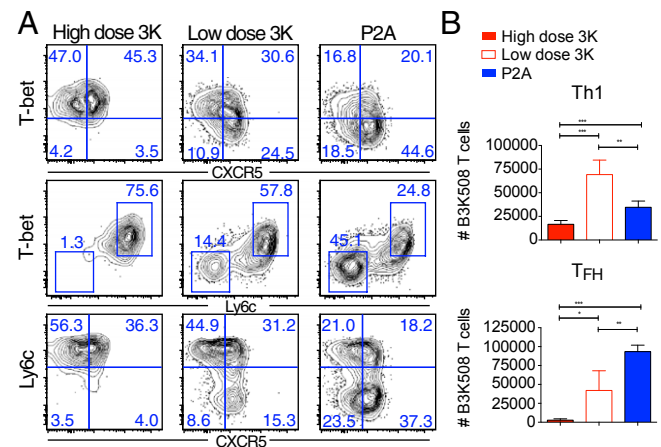 A
High dose 3K Low dose 3K P2A
47.0 45.3 34.1 30.6 16.8 20.1
T-bet
4.2 3.5 10.9 24.5 18.5 44.6
CXCR5
75.6 57.8 24.8
1.3 14.4 45.1
T-bet
Ly6c
56.3 36.3 44.9 31.2 21.0 18.2
Ly6c
3.5 4.0 8.6 15.3 23.5 37.3
CXCR5
B
High dose 3K
Low dose 3K
P2A
Th1
***
***
**
# B3K508 T cells
100000
75000
50000
25000
0
TFH
***
*
**
# B3K508 T cells
125000
100000
75000
50000
25000
0